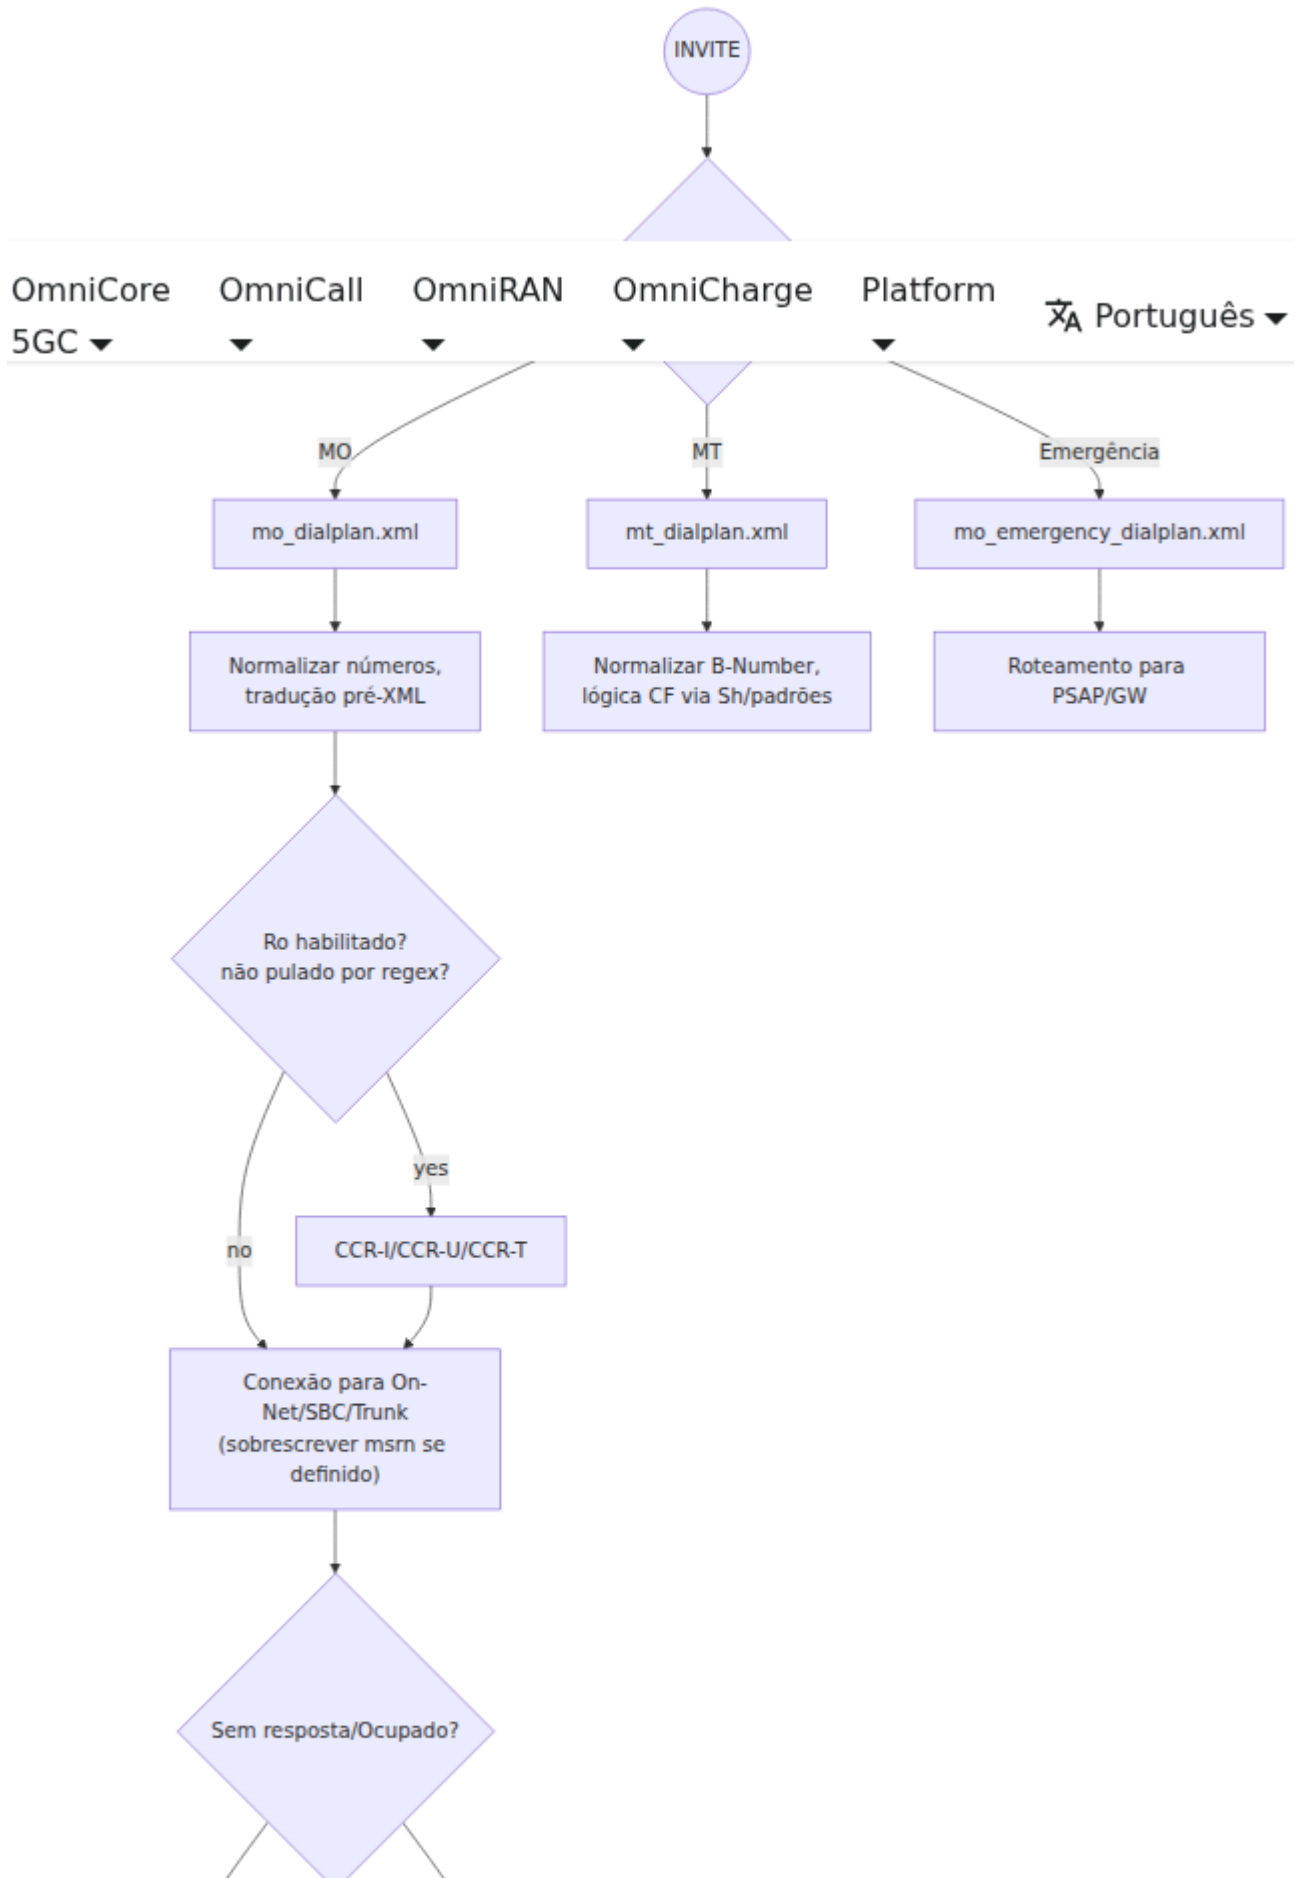 INVITE
OmniCore
5GC
OmniCall
OmniRAN
OmniCharge
Platform
Português
MO
MT
Emergência
mo_dialplan.xml
mt_dialplan.xml
mo_emergency_dialplan.xml
Normalizar números,
tradução pré-XML
Normalizar B-Number,
lógica CF via Sh/padrões
Roteamento para
PSAP/GW
Ro habilitado?
não pulado por regex?
yes
no
CCR-I/CCR-U/CCR-T
Conexão para On-
Net/SBC/Trunk
(sobrescrever msrn se
definido)
Sem resposta/Ocupado?